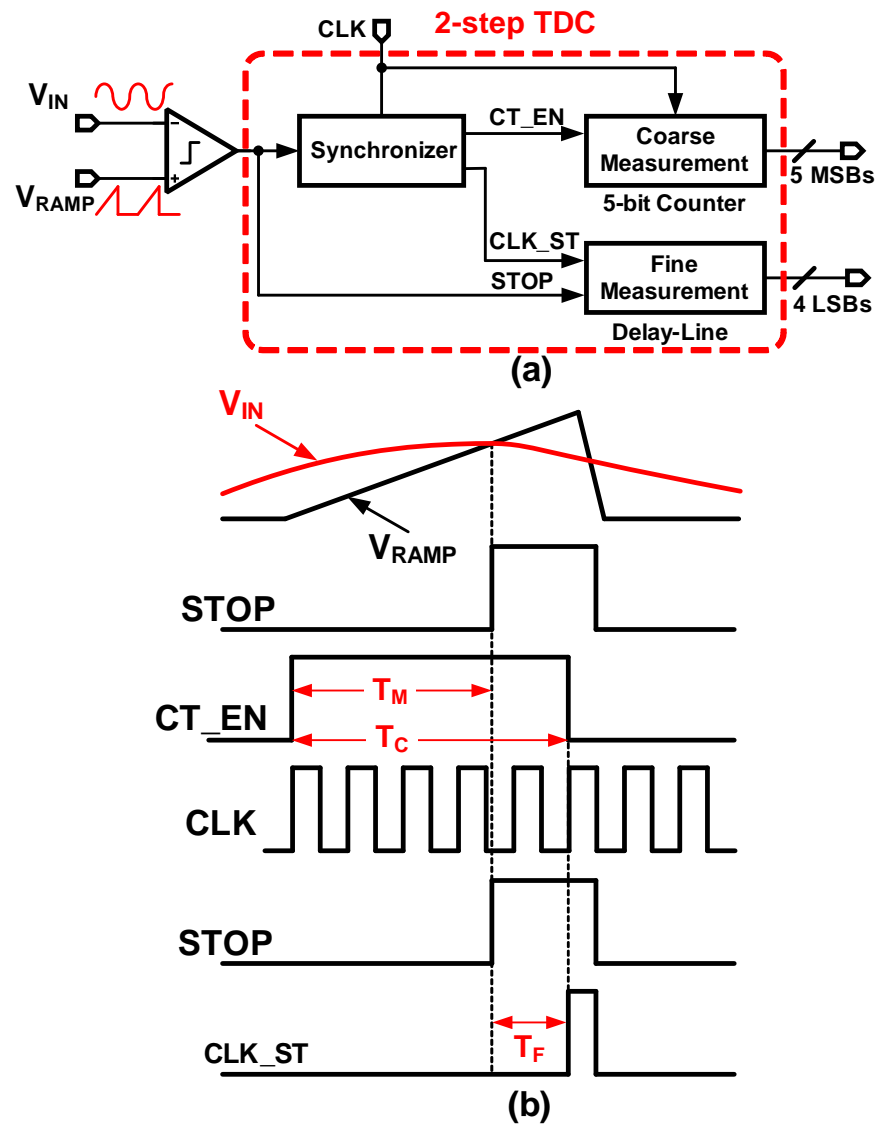 CLK
2-step TDC
V_IN
CT_EN
Synchronizer
Coarse
Measurement
5 MSBs
5-bit Counter
V_RAMP
CLK_ST
STOP
Fine
Measurement
4 LSBs
Delay-Line
(a)
V_IN
V_RAMP
STOP
T_M
CT_EN
T_C
CLK
STOP
T_F
CLK_ST
(b)